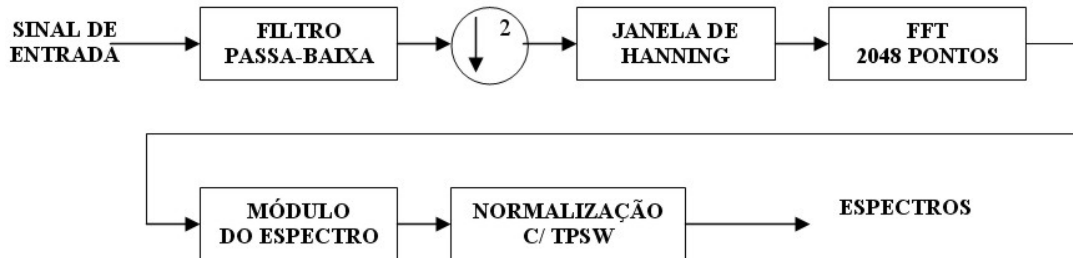 SINAL DE
ENTRADA
FILTRO
PASSA-BAIXA
2
JANELA DE
HANNING
FFT
2048 PONTOS
MÓDULO
DO ESPECTRO
NORMALIZAÇÃO
C/ TPSW
ESPECTROS